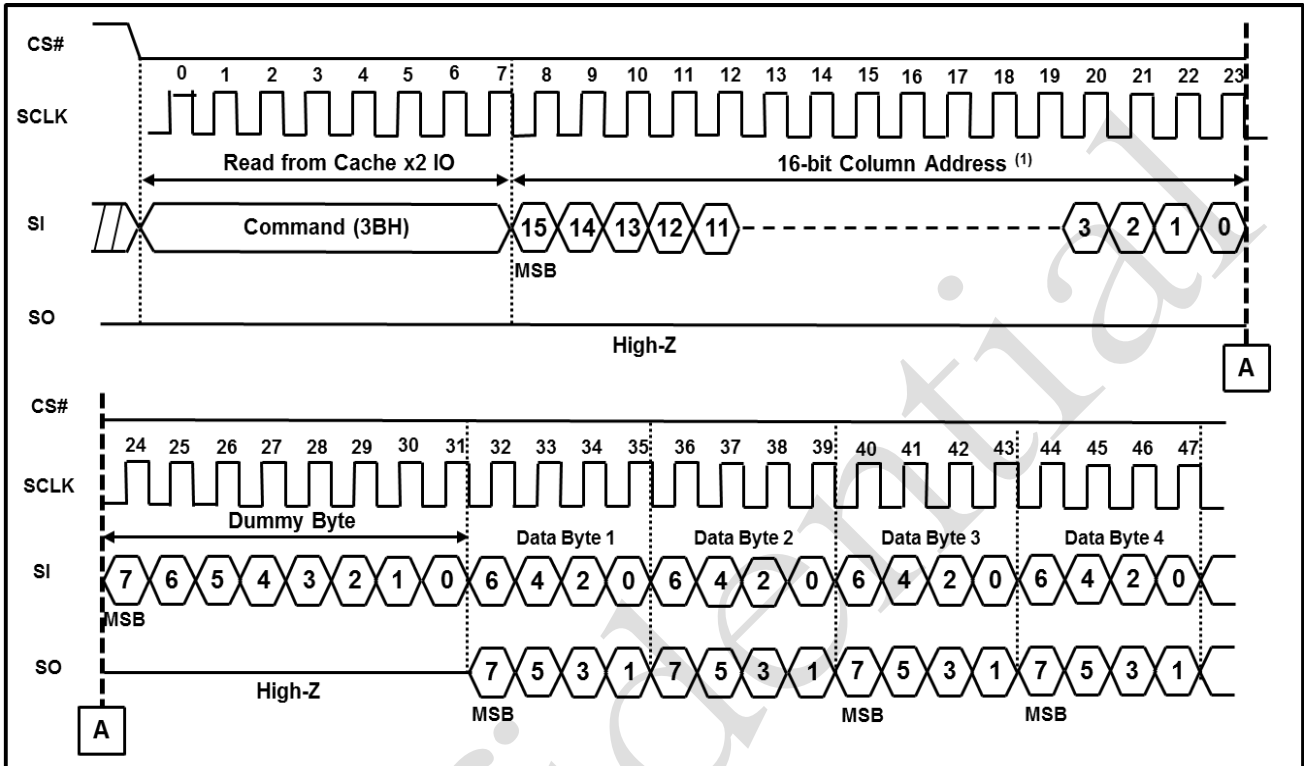 CS#
0 1 2 3 4 5 6 7 8 9 10 11 12 13 14 15 16 17 18 19 20 21 22 23
SCLK
Read from Cache x2 IO 16-bit Column Address (1)
SI Command (3BH) 15 14 13 12 11 3 2 1 0
MSB
SO
High-Z
A
CS#
24 25 26 27 28 29 30 31 32 33 34 35 36 37 38 39 40 41 42 43 44 45 46 47
SCLK
Dummy Byte Data Byte 1 Data Byte 2 Data Byte 3 Data Byte 4
SI 7 6 5 4 3 2 1 0 6 4 2 0 6 4 2 0 6 4 2 0 6 4 2 0
MSB
SO 7 5 3 1 7 5 3 1 7 5 3 1 7 5 3 1
High-Z
MSB MSB MSB
A
fidential